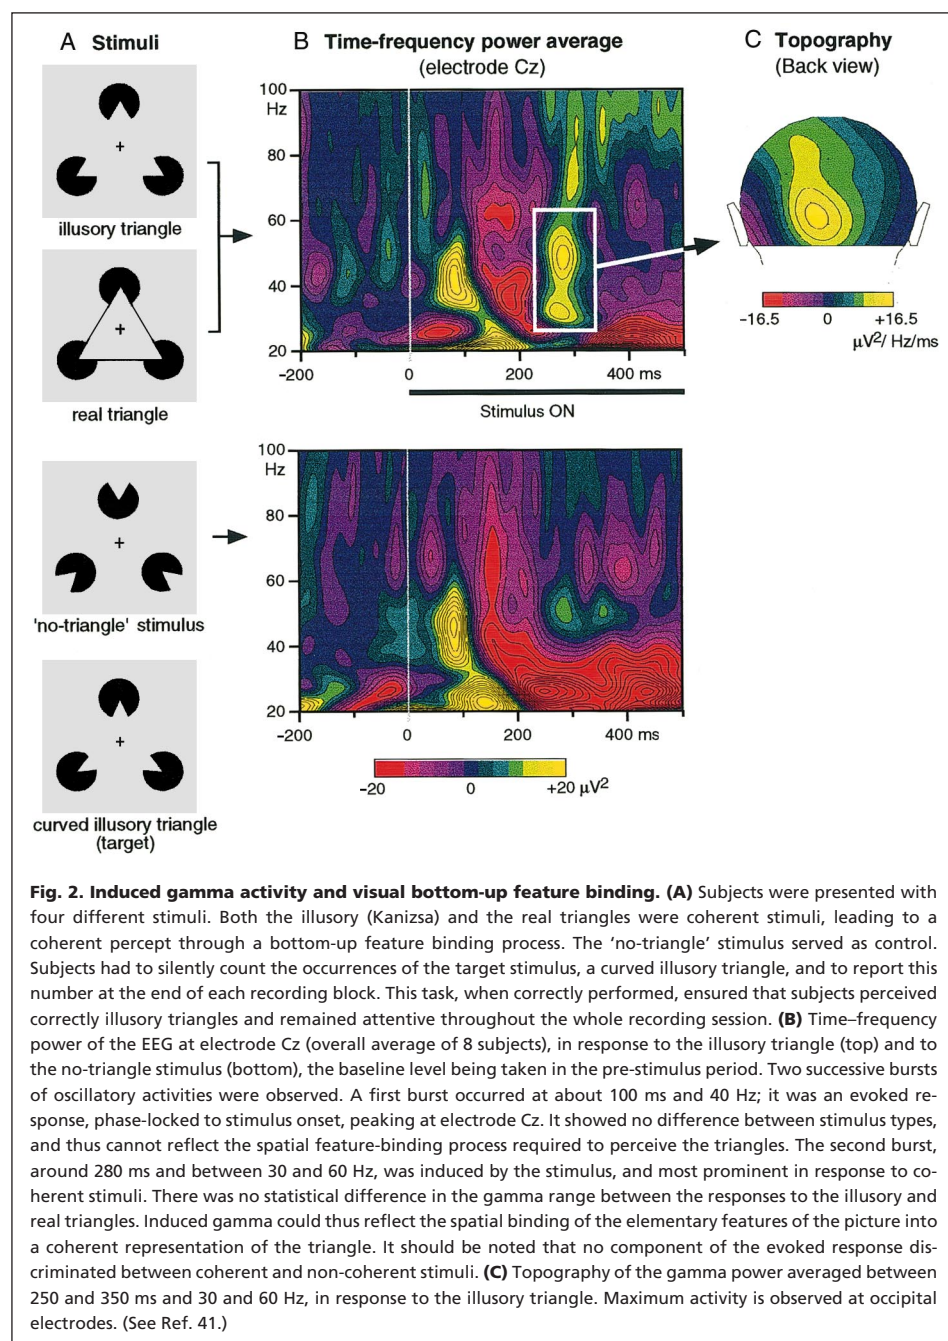 A Stimuli
B Time-frequency power average
(electrode Cz)
C Topography
(Back view)
illusory triangle
real triangle
'no-triangle' stimulus
curved illusory triangle
(target)
100
Hz
80
60
40
20
-200
0
200
400 ms
Stimulus ON
100
Hz
80
60
40
20
-200
0
200
400 ms
-20
0
+20 μV²
-16.5
0
+16.5
μV²/ Hz/ms
Fig. 2. Induced gamma activity and visual bottom-up feature binding. (A) Subjects were presented with
four different stimuli. Both the illusory (Kanizsa) and the real triangles were coherent stimuli, leading to a
coherent percept through a bottom-up feature binding process. The ‘no-triangle’ stimulus served as control.
Subjects had to silently count the occurrences of the target stimulus, a curved illusory triangle, and to report this
number at the end of each recording block. This task, when correctly performed, ensured that subjects perceived
correctly illusory triangles and remained attentive throughout the whole recording session. (B) Time–frequency
power of the EEG at electrode Cz (overall average of 8 subjects), in response to the illusory triangle (top) and to
the no-triangle stimulus (bottom), the baseline level being taken in the pre-stimulus period. Two successive bursts
of oscillatory activities were observed. A first burst occurred at about 100 ms and 40 Hz; it was an evoked re-
sponse, phase-locked to stimulus onset, peaking at electrode Cz. It showed no difference between stimulus types,
and thus cannot reflect the spatial feature-binding process required to perceive the triangles. The second burst,
around 280 ms and between 30 and 60 Hz, was induced by the stimulus, and most prominent in response to co-
herent stimuli. There was no statistical difference in the gamma range between the responses to the illusory and
real triangles. Induced gamma could thus reflect the spatial binding of the elementary features of the picture into
a coherent representation of the triangle. It should be noted that no component of the evoked response dis-
criminated between coherent and non-coherent stimuli. (C) Topography of the gamma power averaged between
250 and 350 ms and 30 and 60 Hz, in response to the illusory triangle. Maximum activity is observed at occipital
electrodes. (See Ref. 41.)